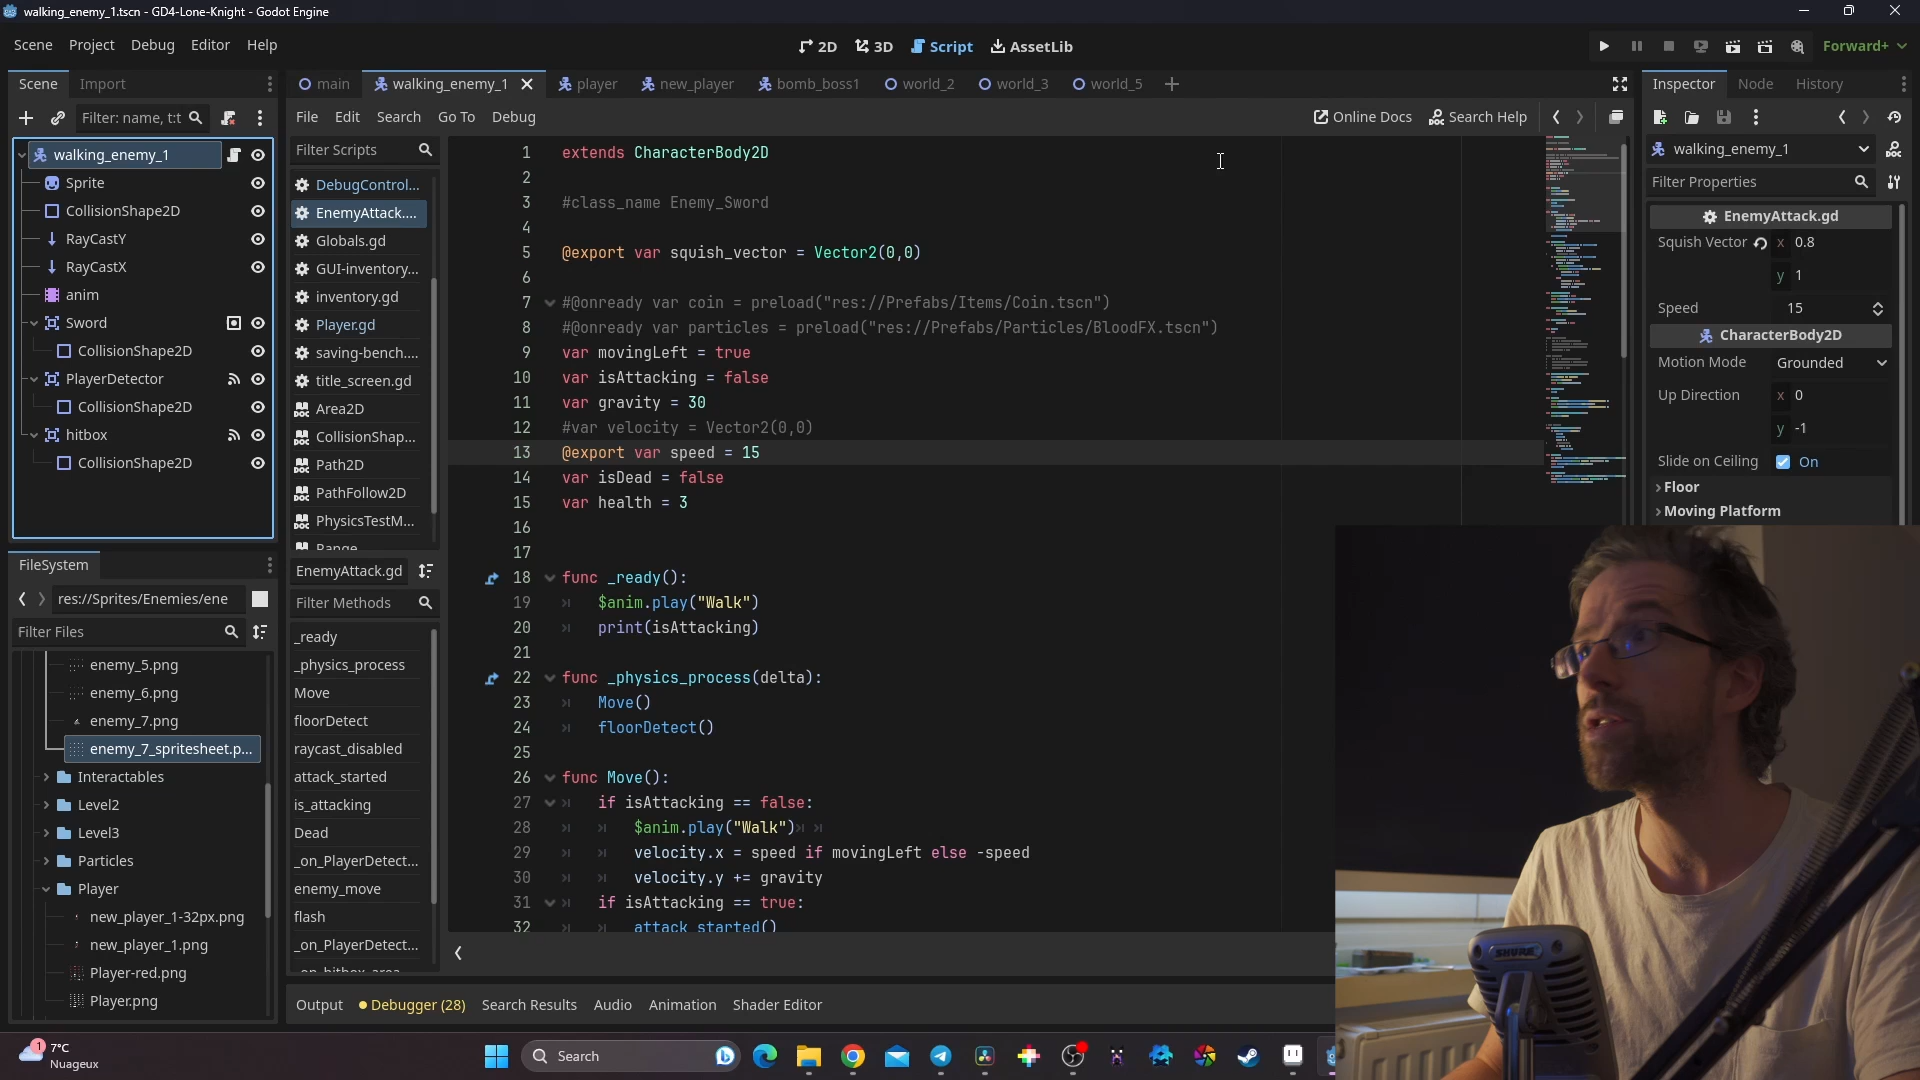 walking_enemy_1.tscn - GD4-Lone-Knight - Godot Engine
Scene Project Debug Editor Help
2D 3D Script AssetLib
Forward+
Scene Import
main walking_enemy_1 player new_player bomb_boss1 world_2 world_3 world_5
Inspector Node History
Filter: name, t:t
File Edit Search Go To Debug
Online Docs Search Help
walking_enemy_1
Sprite
CollisionShape2D
RayCastY
RayCastX
anim
Sword
CollisionShape2D
PlayerDetector
CollisionShape2D
hitbox
CollisionShape2D
FileSystem
res://Sprites/Enemies/ene
Filter Files
enemy_5.png
enemy_6.png
enemy_7.png
enemy_7_spritesheet.p...
Interactables
Level2
Level3
Particles
Player
new_player_1-32px.png
new_player_1.png
Player-red.png
Player.png
Filter Scripts
DebugControl...
EnemyAttack....
Globals.gd
GUI-inventory...
inventory.gd
Player.gd
saving-bench....
title_screen.gd
Area2D
CollisionShap...
Path2D
PathFollow2D
PhysicsTestM...
Range
EnemyAttack.gd
Filter Methods
_ready
_physics_process
Move
floorDetect
raycast_disabled
attack_started
is_attacking
Dead
_on_PlayerDetect...
enemy_move
flash
_on_PlayerDetect...
_on_hitbox_area...
1 extends CharacterBody2D
2
3 #class_name Enemy_Sword
4
5 @export var squish_vector = Vector2(0,0)
6
7 #@onready var coin = preload("res://Prefabs/Items/Coin.tscn")
8 #@onready var particles = preload("res://Prefabs/Particles/BloodFX.tscn")
9 var movingLeft = true
10 var isAttacking = false
11 var gravity = 30
12 #var velocity = Vector2(0,0)
13 @export var speed = 15
14 var isDead = false
15 var health = 3
16
17
18 func _ready():
19 $anim.play("Walk")
20 print(isAttacking)
21
22 func _physics_process(delta):
23 Move()
24 floorDetect()
25
26 func Move():
27 if isAttacking == false:
28 $anim.play("Walk")
29 velocity.x = speed if movingLeft else -speed
30 velocity.y += gravity
31 if isAttacking == true:
32 attack_started()
walking_enemy_1
Filter Properties
EnemyAttack.gd
Squish Vector x 0.8
y 1
Speed 15
CharacterBody2D
Motion Mode Grounded
Up Direction x 0
y -1
Slide on Ceiling On
Floor
Moving Platform
Output Debugger (28) Search Results Audio Animation Shader Editor
1
7°C
Nuageux
Search
SHURE